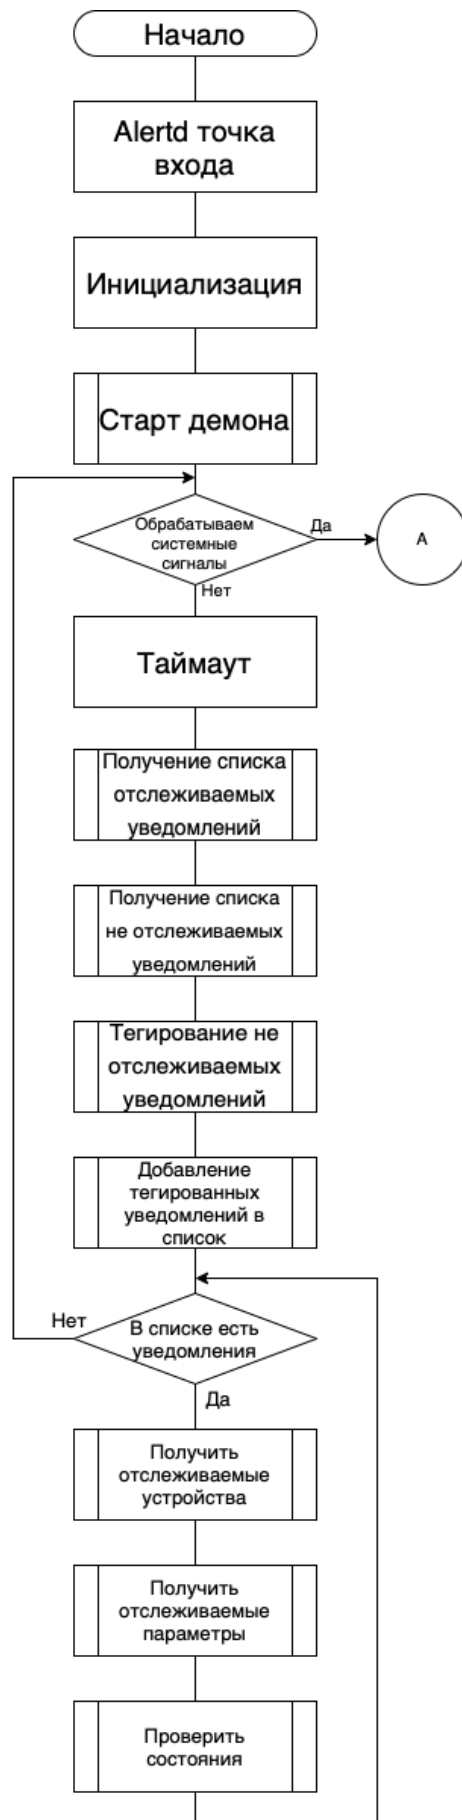 Начало
Alertd точка
входа
Инициализация
Старт демона
Обрабатываем
системные
сигналы
Да
А
Нет
Таймаут
Получение списка
отслеживаемых
уведомлений
Получение списка
не отслеживаемых
уведомлений
Тегирование не
отслеживаемых
уведомлений
Добавление
тегированных
уведомлений в
список
Нет
В списке есть
уведомления
Да
Получить
отслеживаемые
устройства
Получить
отслеживаемые
параметры
Проверить
состояния